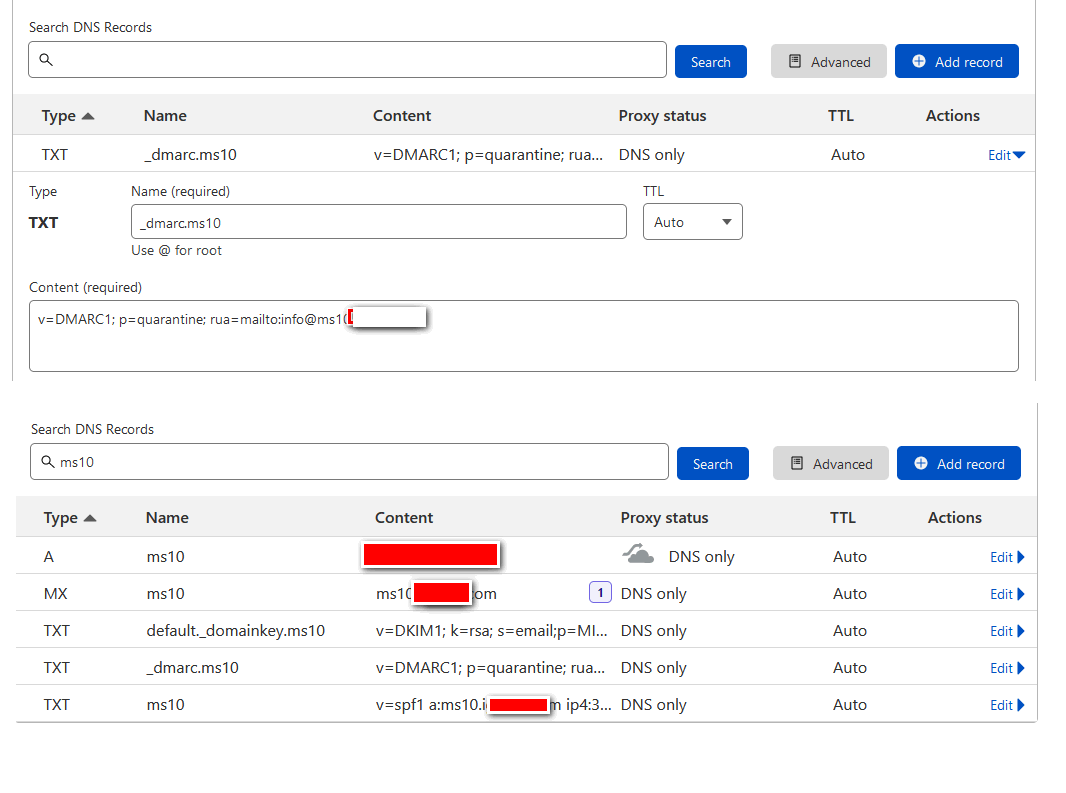 Search DNS Records
Search Advanced Add record
Type Name Content Proxy status TTL Actions
TXT _dmarc.ms10 v=DMARC1; p=quarantine; rua... DNS only Auto Edit
Type Name (required) TTL
TXT _dmarc.ms10 Auto
Use @ for root
Content (required)
v=DMARC1; p=quarantine; rua=mailto:info@ms10
Search DNS Records
ms10 Search Advanced Add record
Type Name Content Proxy status TTL Actions
A ms10 DNS only Auto Edit
MX ms10 ms10 om 1 DNS only Auto Edit
TXT default._domainkey.ms10 v=DKIM1; k=rsa; s=email;p=MI... DNS only Auto Edit
TXT _dmarc.ms10 v=DMARC1; p=quarantine; rua... DNS only Auto Edit
TXT ms10 v=spf1 a:ms10.i m ip4:3... DNS only Auto Edit